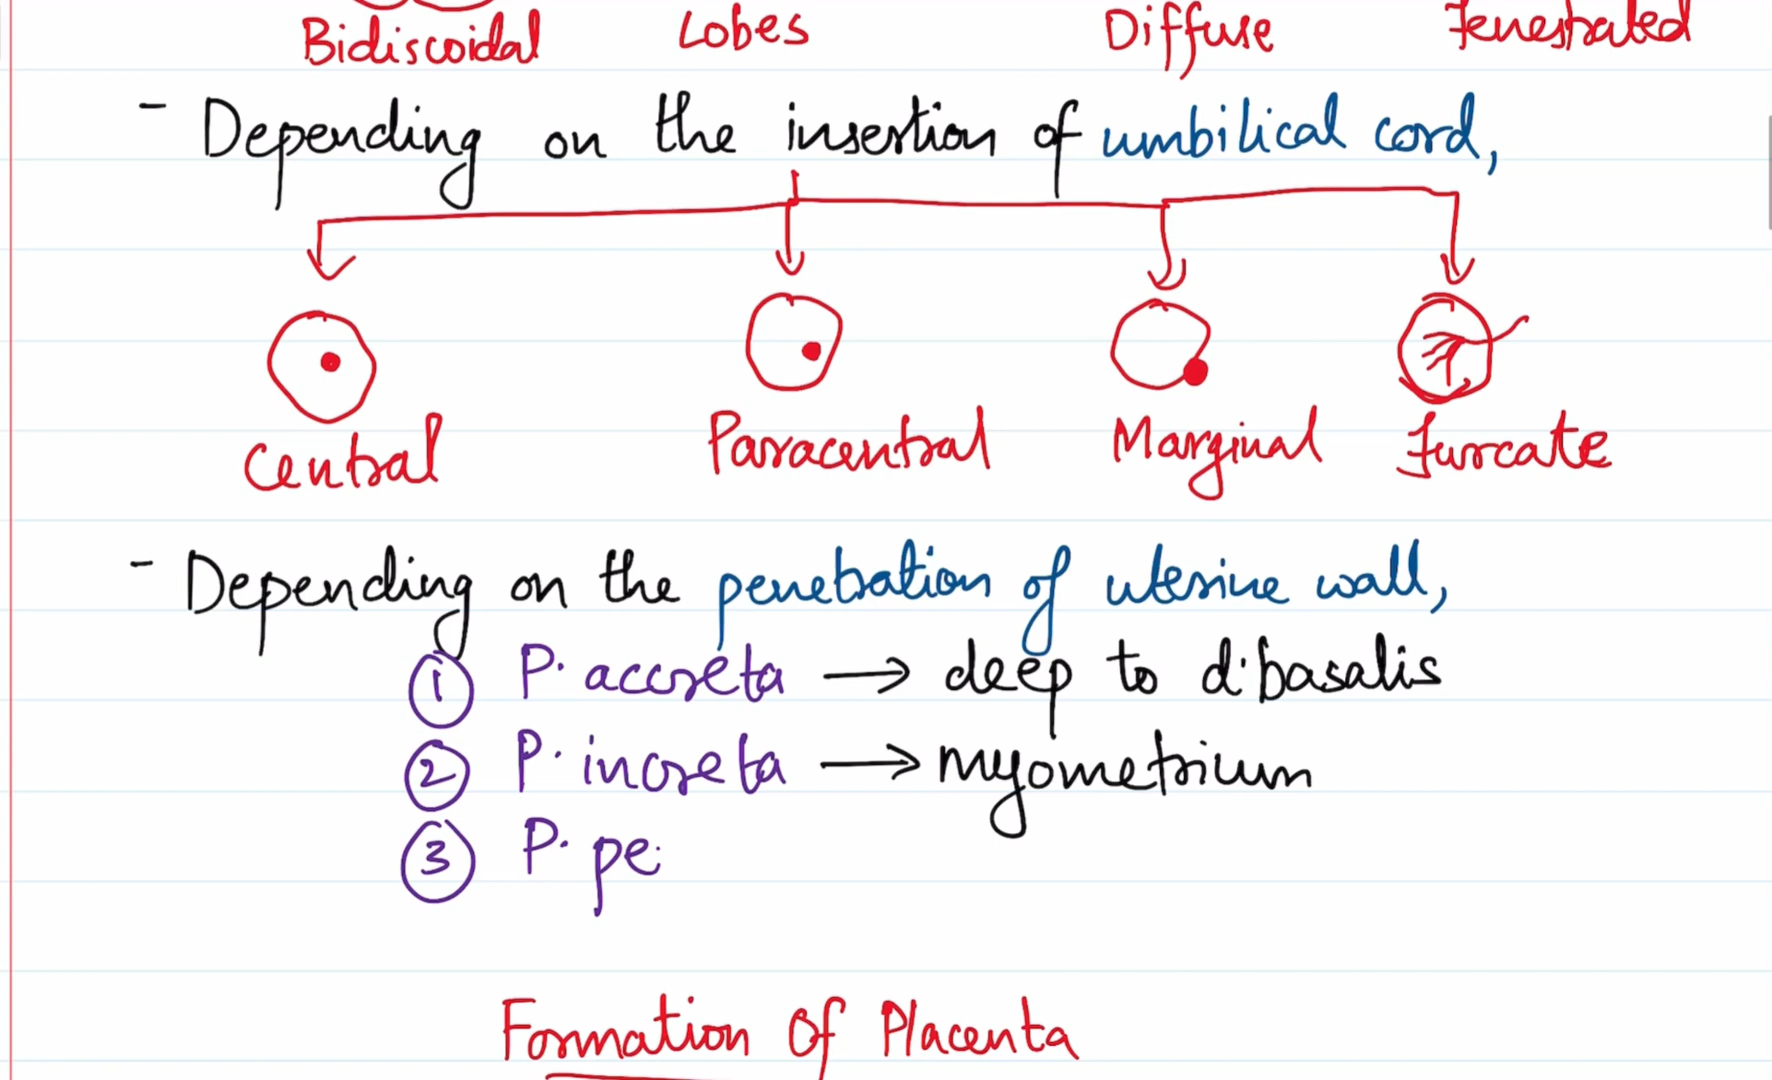 Bidiscoidal Lobes Diffuse Fenestrated
- Depending on the insertion of umbilical cord,
Central Paracentral Marginal Furcate
- Depending on the penetration of uterine wall,
① P. accreta → deep to d. basalis
② P. increta → myometrium
③ P. pe
Formation Of Placenta